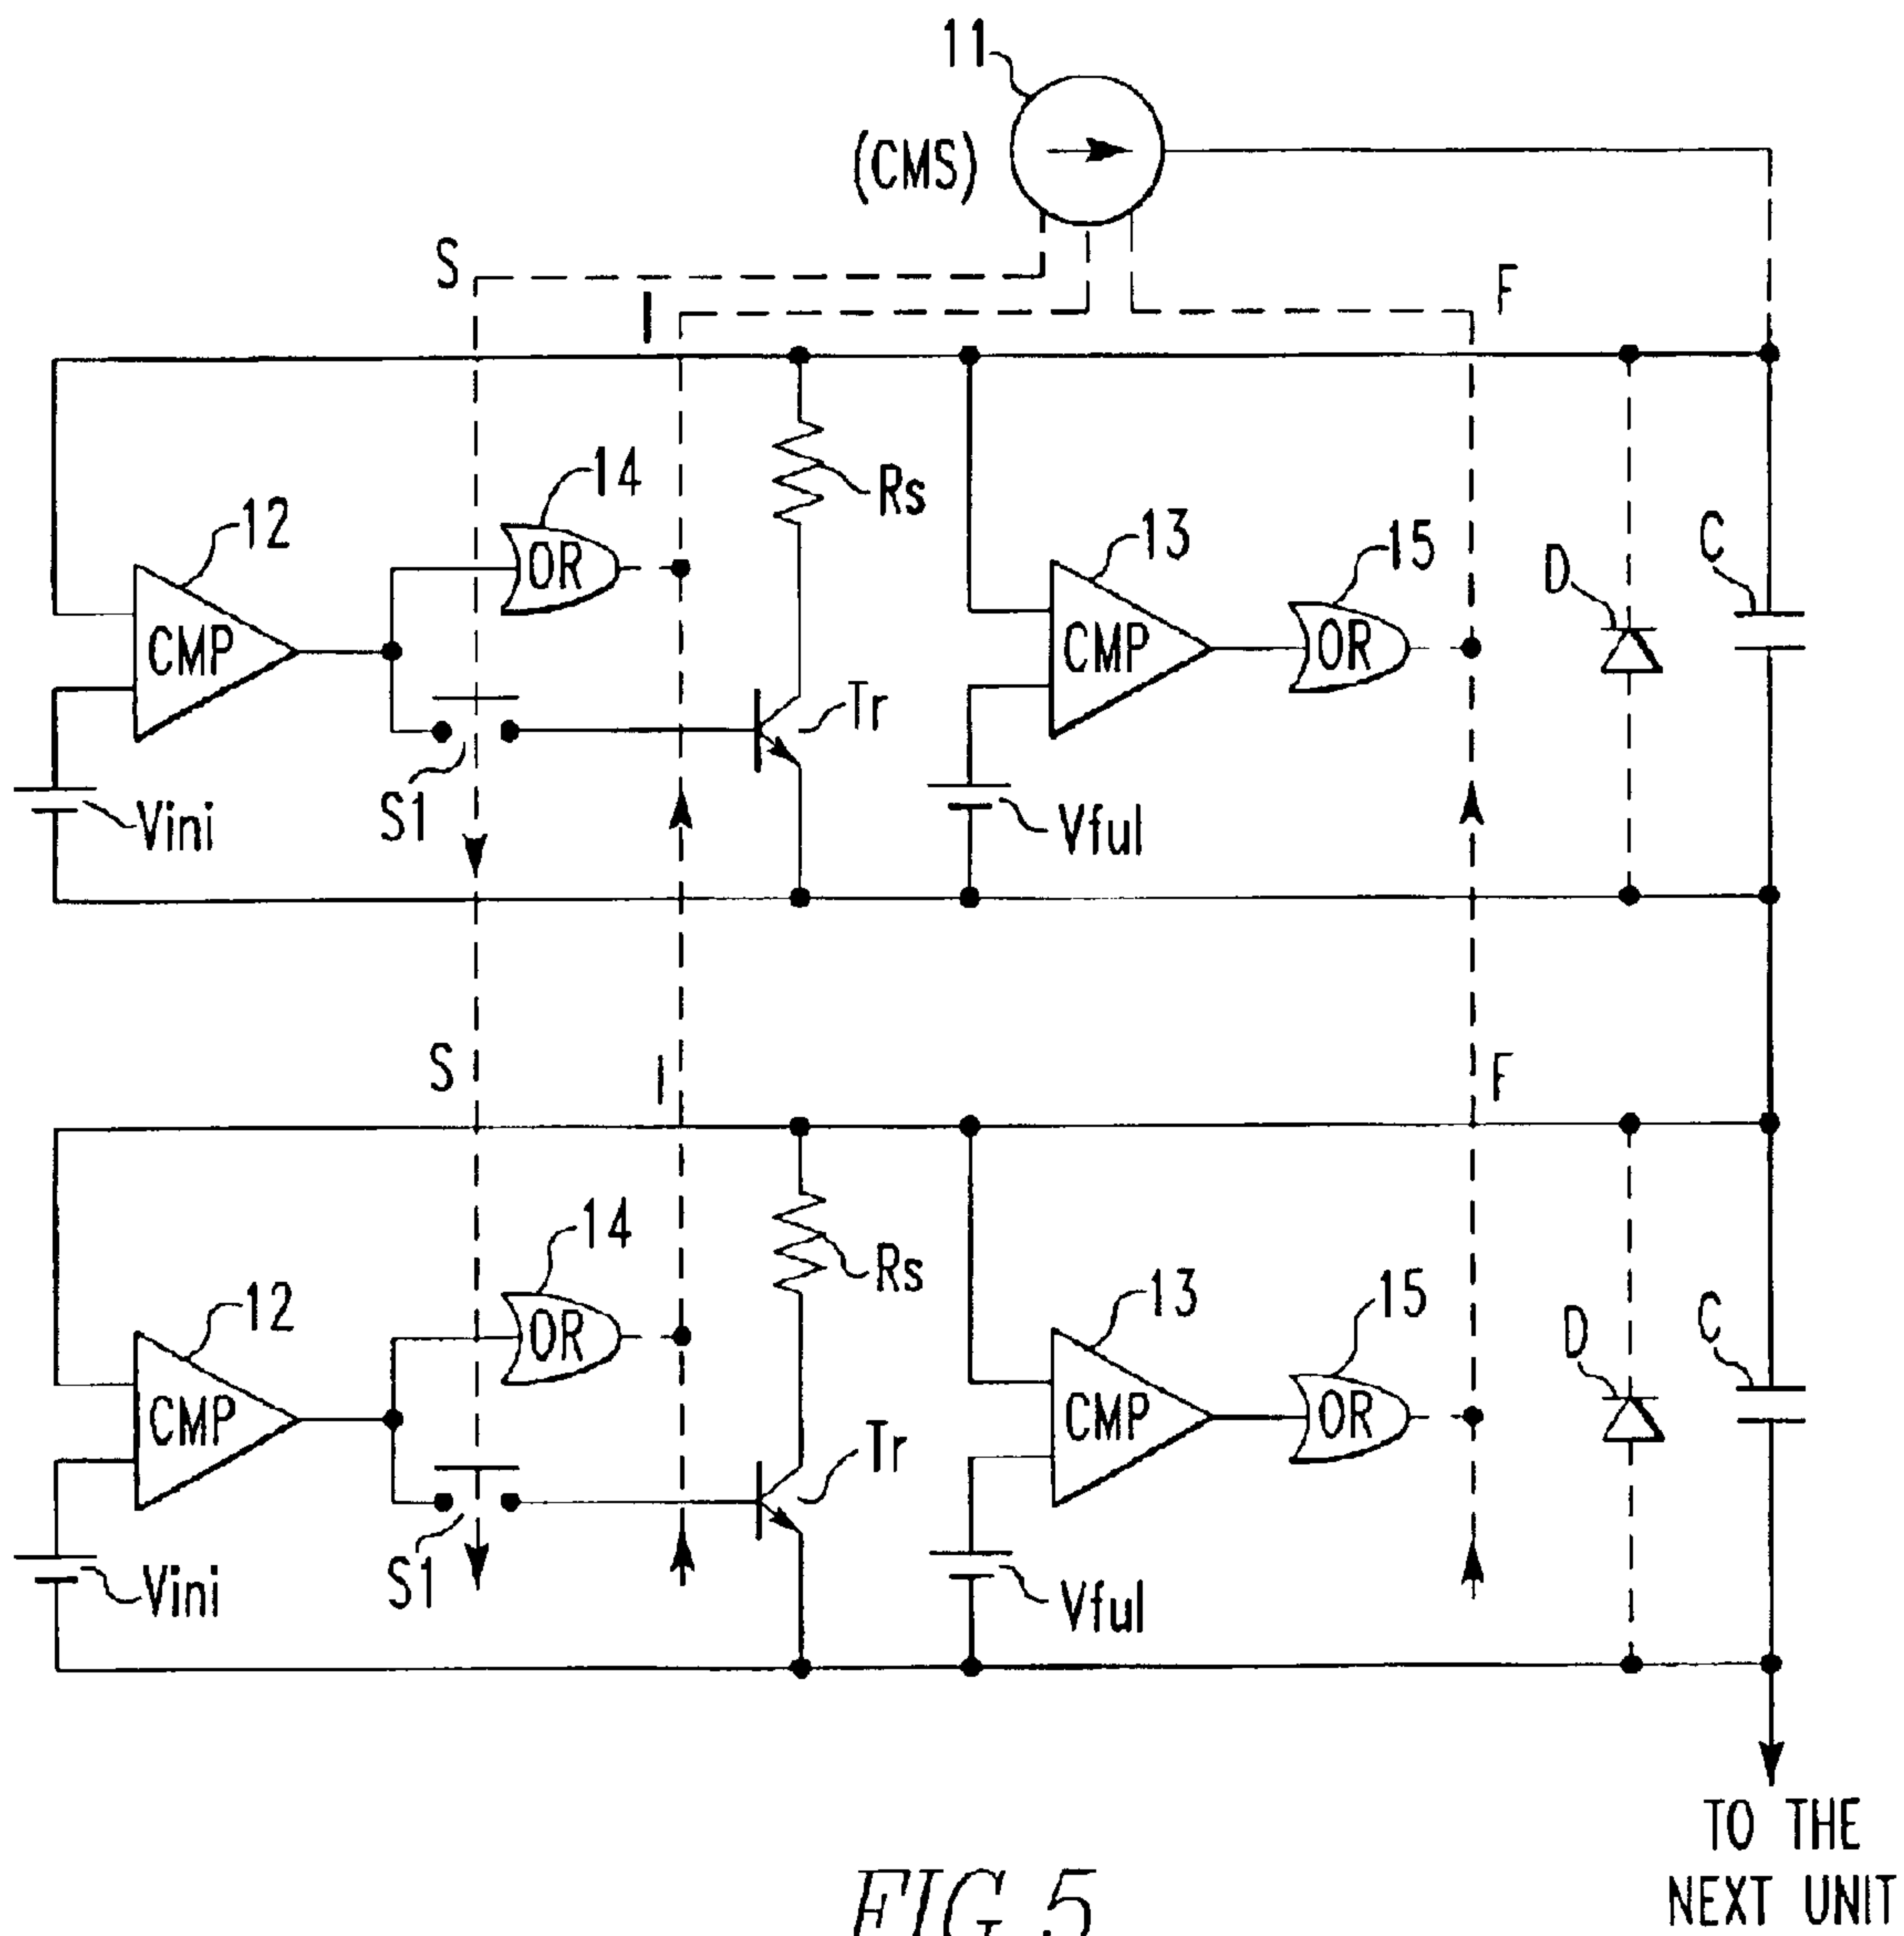 11
(CMS)
S
I
F
14
Rs
12
13
15
C
OR
D
CMP
CMP
OR
Tr
S1
Vini
Vful
S
I
F
14
Rs
12
13
15
C
OR
D
CMP
CMP
OR
Tr
S1
Vini
Vful
TO THE
NEXT UNIT
FIG. 5